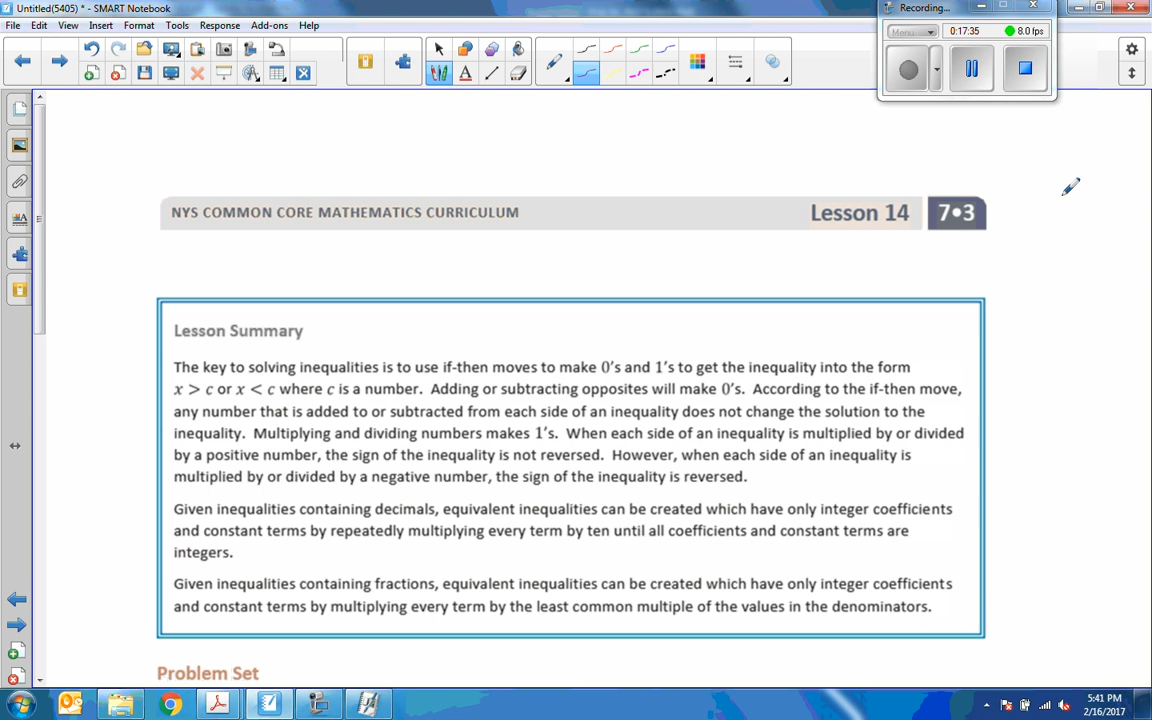 Untitled(5405) * - SMART Notebook
Recording...
File Edit View Insert Format Tools Response Add-ons Help
Menu 0:17:35 8.0 fps
NYS COMMON CORE MATHEMATICS CURRICULUM Lesson 14 7•3
Lesson Summary
The key to solving inequalities is to use if-then moves to make 0's and 1's to get the inequality into the form
x > c or x < c where c is a number. Adding or subtracting opposites will make 0's. According to the if-then move,
any number that is added to or subtracted from each side of an inequality does not change the solution to the
inequality. Multiplying and dividing numbers makes 1's. When each side of an inequality is multiplied by or divided
by a positive number, the sign of the inequality is not reversed. However, when each side of an inequality is
multiplied by or divided by a negative number, the sign of the inequality is reversed.
Given inequalities containing decimals, equivalent inequalities can be created which have only integer coefficients
and constant terms by repeatedly multiplying every term by ten until all coefficients and constant terms are
integers.
Given inequalities containing fractions, equivalent inequalities can be created which have only integer coefficients
and constant terms by multiplying every term by the least common multiple of the values in the denominators.
Problem Set
5:41 PM
2/16/2017